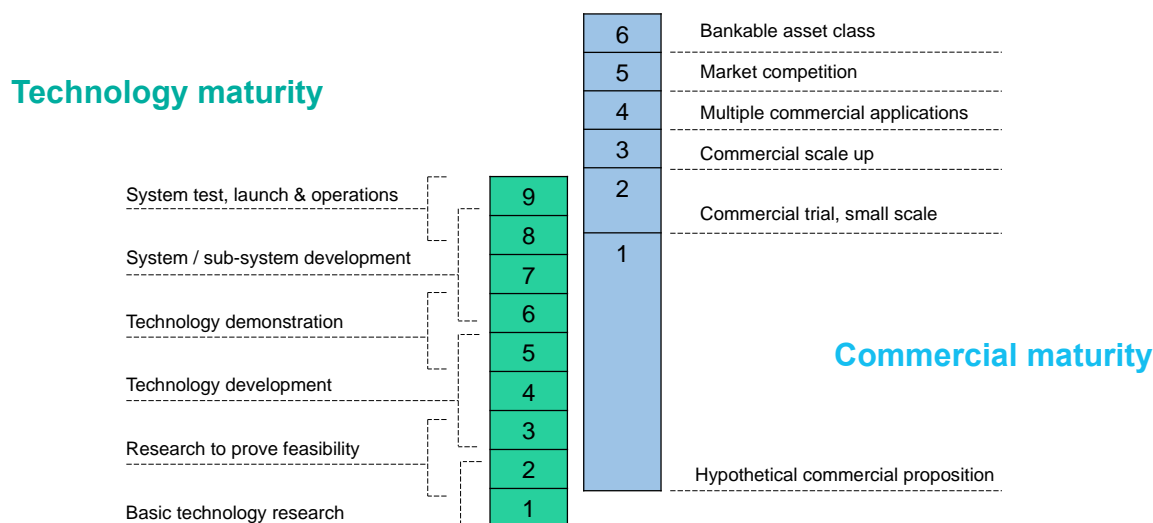 6
Bankable asset class
5
Market competition
Technology maturity
4
Multiple commercial applications
3
Commercial scale up
System test, launch & operations
9
2
Commercial trial, small scale
8
System / sub-system development
1
7
Technology demonstration
6
5
Commercial maturity
Technology development
4
3
Research to prove feasibility
2
Hypothetical commercial proposition
Basic technology research
1